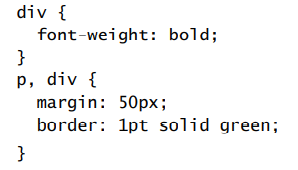 div {
  font-weight: bold;
}
p, div {
  margin: 50px;
  border: 1pt solid green;
}